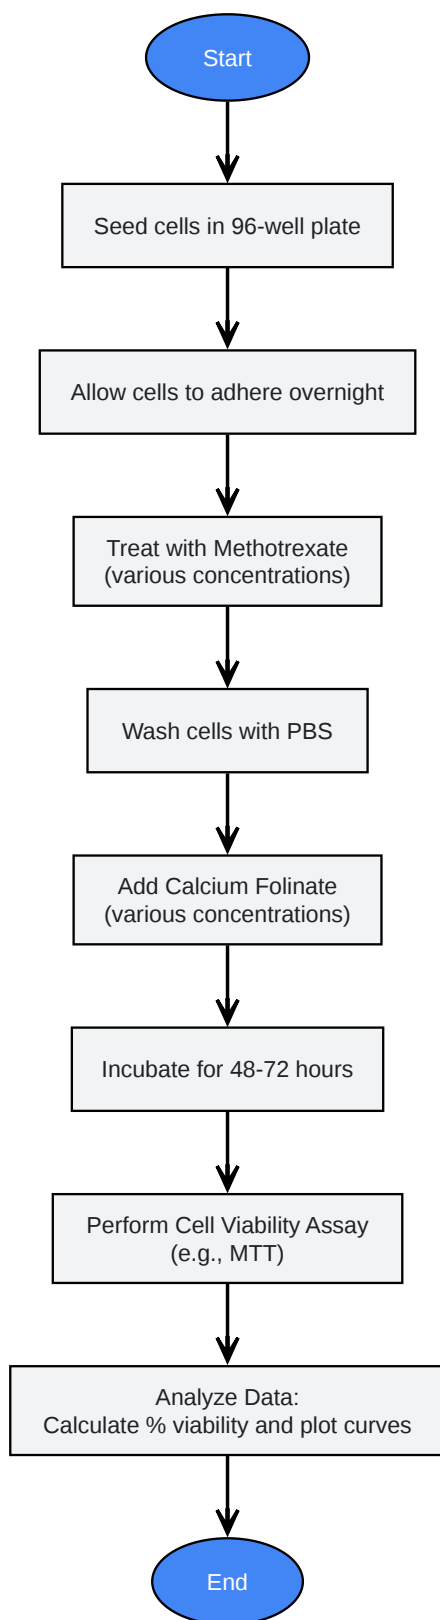 Start
Seed cells in 96-well plate
Allow cells to adhere overnight
Treat with Methotrexate
(various concentrations)
Wash cells with PBS
Add Calcium Folinate
(various concentrations)
Incubate for 48-72 hours
Perform Cell Viability Assay
(e.g., MTT)
Analyze Data:
Calculate % viability and plot curves
End